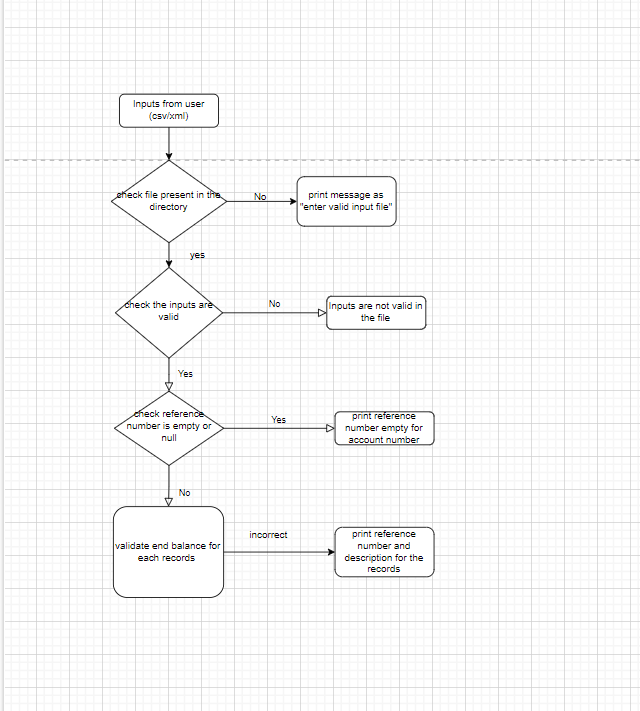 Inputs from user
(csv/xml)
check file present in the
directory
No
print message as
"enter valid input file"
yes
check the inputs are
valid
No
Inputs are not valid in
the file
Yes
check reference
number is empty or
null
Yes
print reference
number empty for
account number
No
validate end balance for
each records
incorrect
print reference
number and
description for the
records